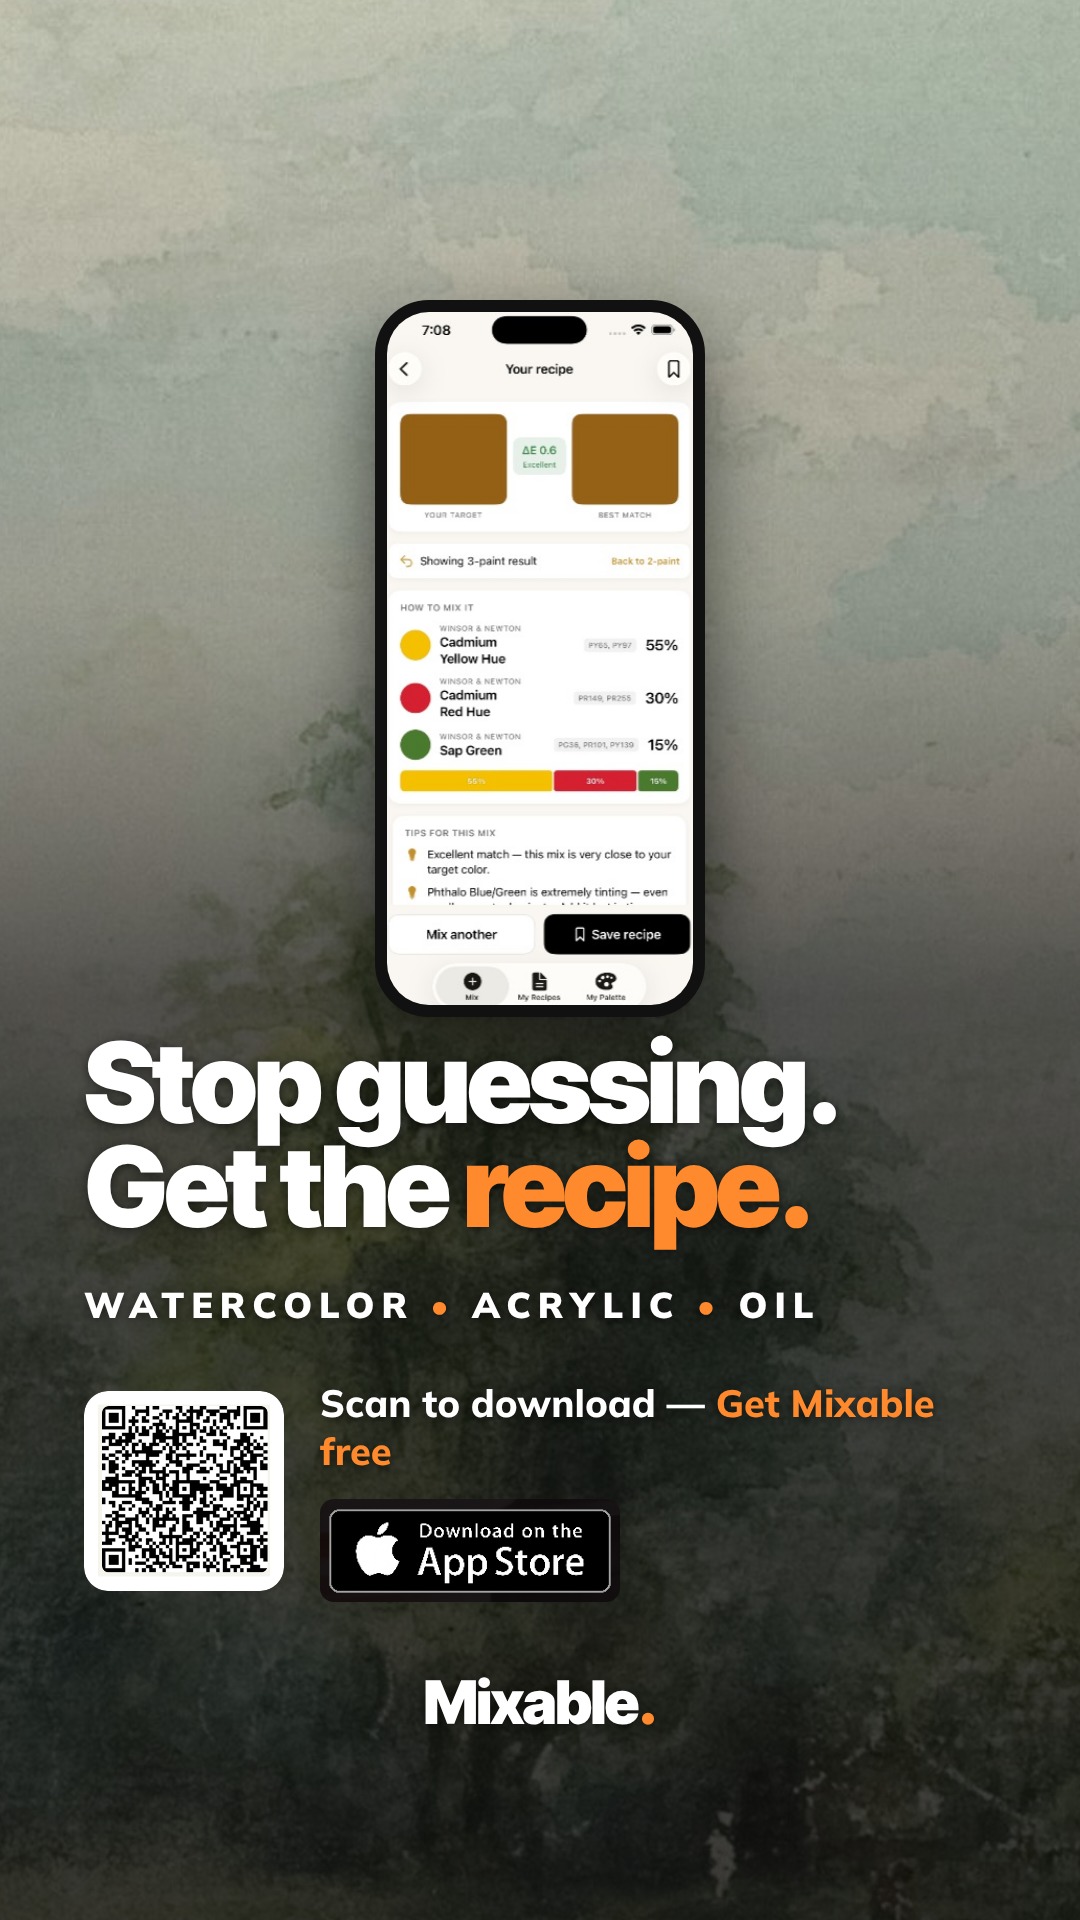 7:08
Your recipe
ΔE 0.6
Excellent
YOUR TARGET
BEST MATCH
Showing 3-paint result
Back to 2-paint
HOW TO MIX IT
WINSOR & NEWTON
Cadmium
Yellow Hue
PY65, PY97
55%
WINSOR & NEWTON
Cadmium
Red Hue
PR149, PR255
30%
WINSOR & NEWTON
Sap Green
PG36, PR101, PY139
15%
55%
30%
15%
TIPS FOR THIS MIX
Excellent match — this mix is very close to your
target color.
Phthalo Blue/Green is extremely tinting — even
Mix another
Save recipe
Mix
My Recipes
My Palette
Stop guessing.
Get the recipe.
WATERCOLOR • ACRYLIC • OIL
Scan to download — Get Mixable
free
Download on the
App Store
Mixable.